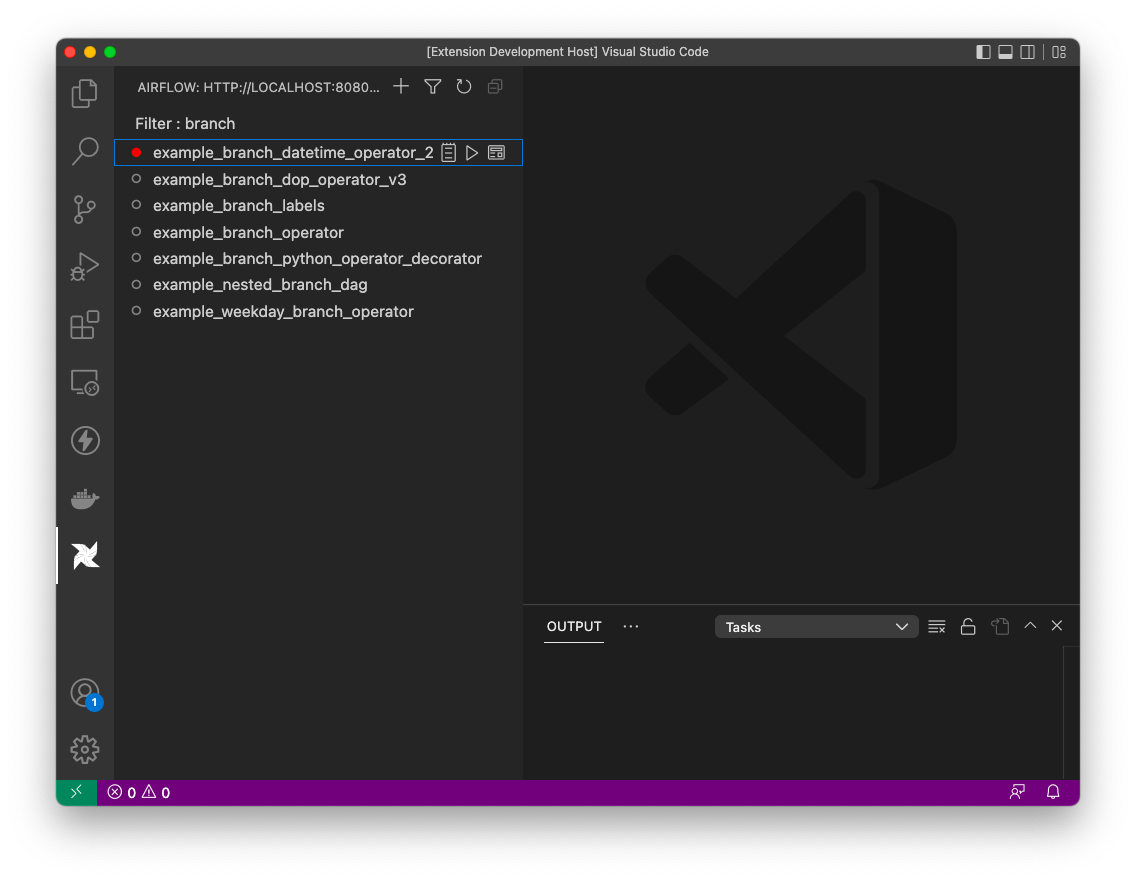 [Extension Development Host] Visual Studio Code
AIRFLOW: HTTP://LOCALHOST:8080...
Filter : branch
example_branch_datetime_operator_2
example_branch_dop_operator_v3
example_branch_labels
example_branch_operator
example_branch_python_operator_decorator
example_nested_branch_dag
example_weekday_branch_operator
OUTPUT
Tasks
1
0 0